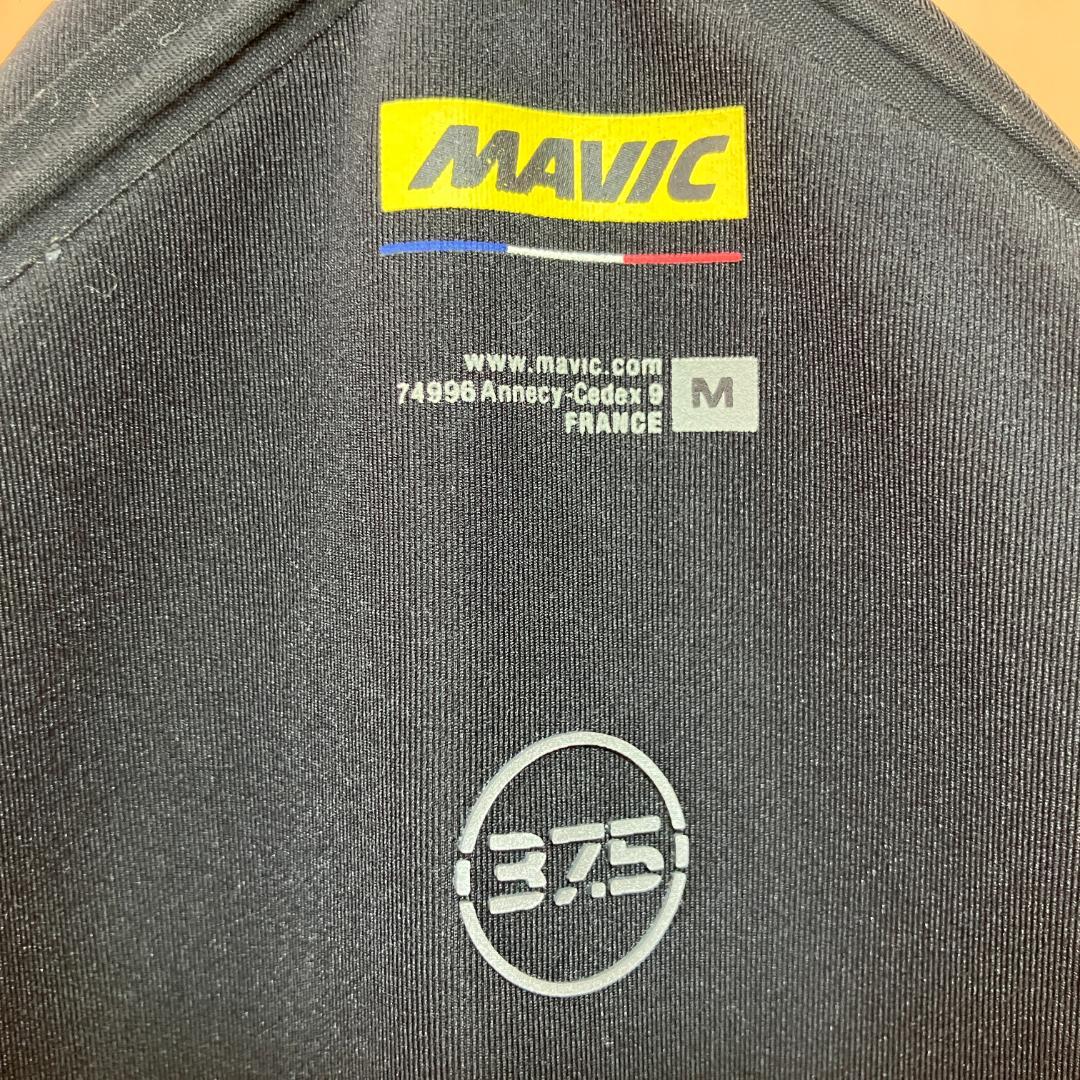 MAVIC
www.mavic.com
74996 Annecy-Cedex 9
FRANCE
M
37.5